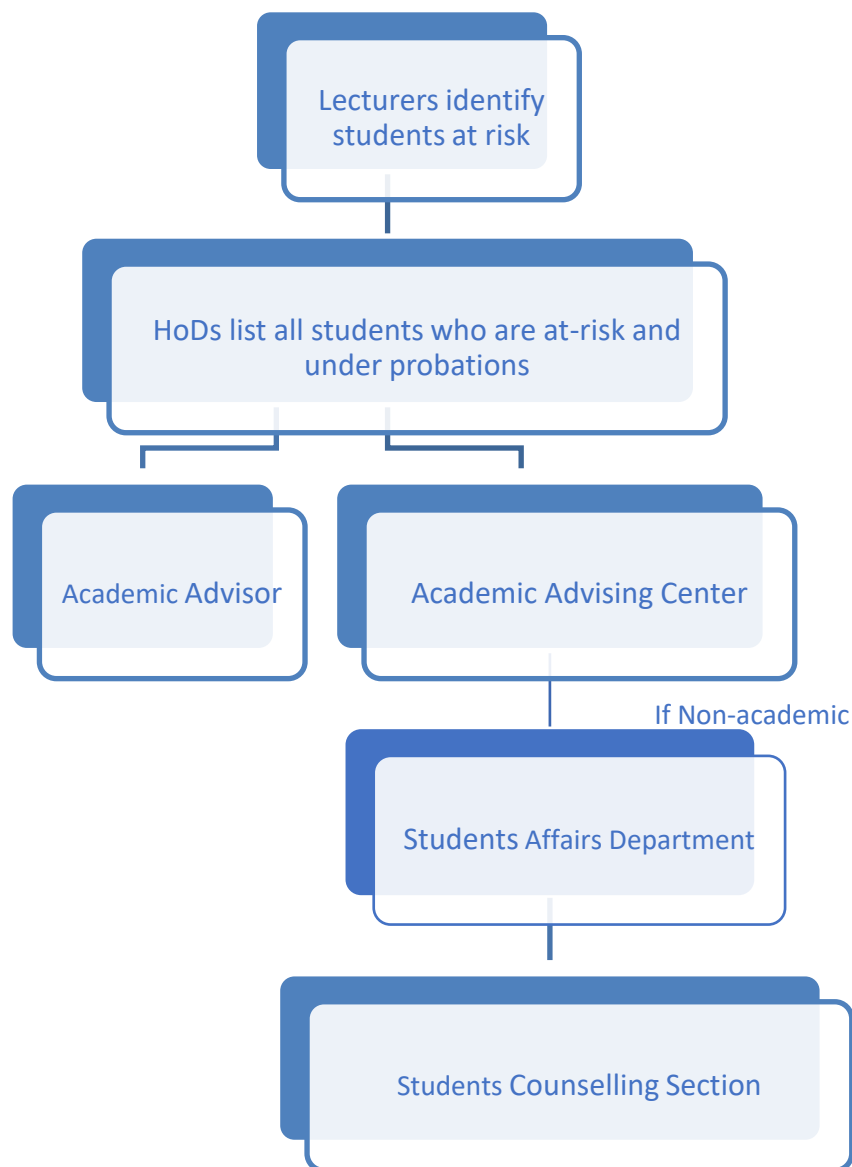 Lecturers identify
students at risk
HoDs list all students who are at-risk and
under probations
Academic Advisor
Academic Advising Center
If Non-academic
Students Affairs Department
Students Counselling Section